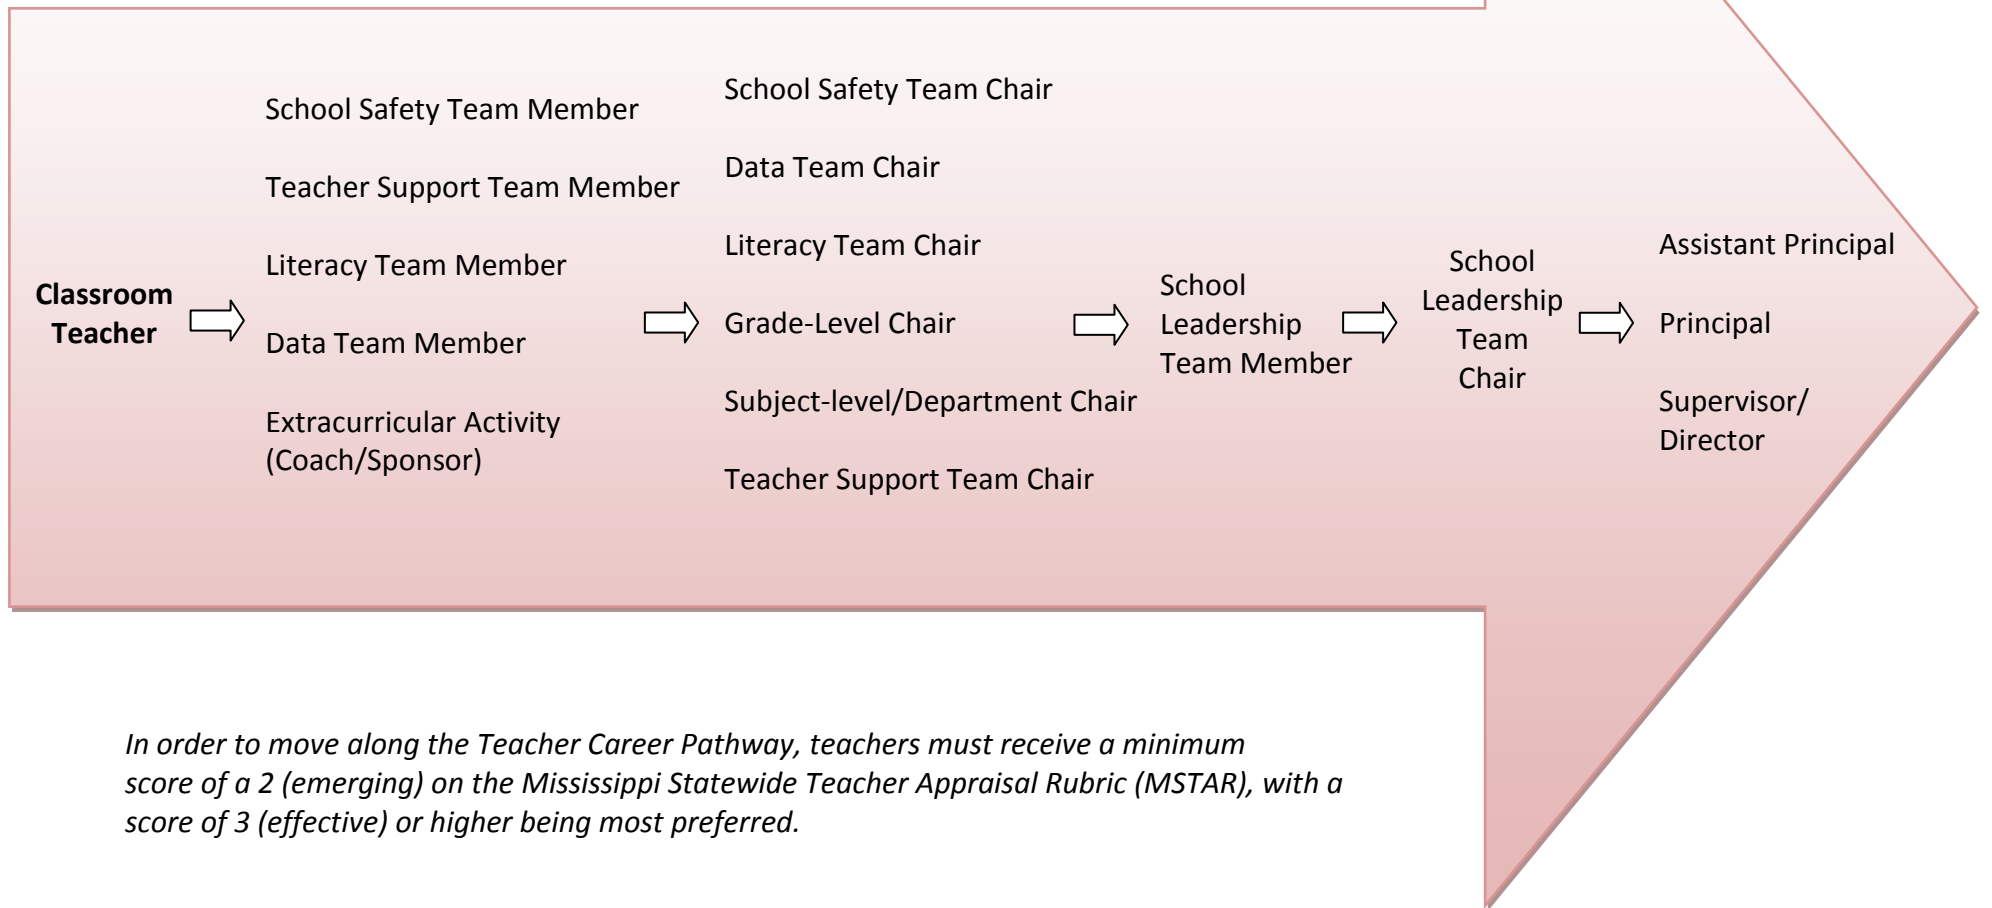 Classroom
Teacher
School Safety Team Member
Teacher Support Team Member
Literacy Team Member
Data Team Member
Extracurricular Activity
(Coach/Sponsor)
School Safety Team Chair
Data Team Chair
Literacy Team Chair
Grade-Level Chair
Subject-level/Department Chair
Teacher Support Team Chair
School
Leadership
Team Member
School
Leadership
Team
Chair
Assistant Principal
Principal
Supervisor/
Director
In order to move along the Teacher Career Pathway, teachers must receive a minimum
score of a 2 (emerging) on the Mississippi Statewide Teacher Appraisal Rubric (MSTAR), with a
score of 3 (effective) or higher being most preferred.